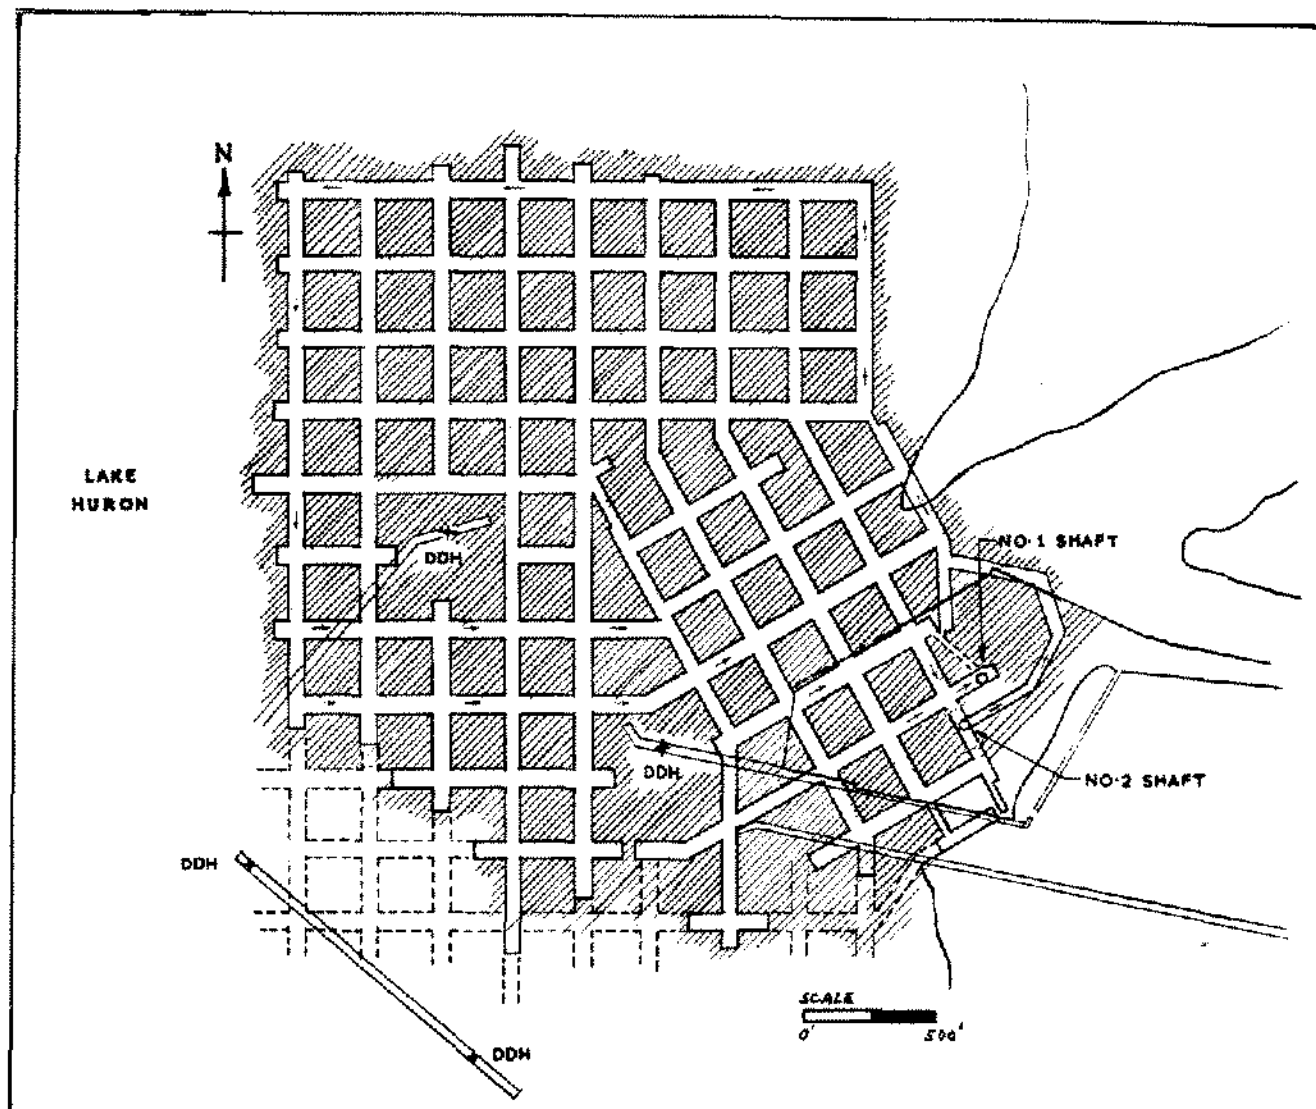 N
LAKE
HURON
DDH
NO·1 SHAFT
DDH
NO·2 SHAFT
DDH
DDH
SCALE
0' 500'